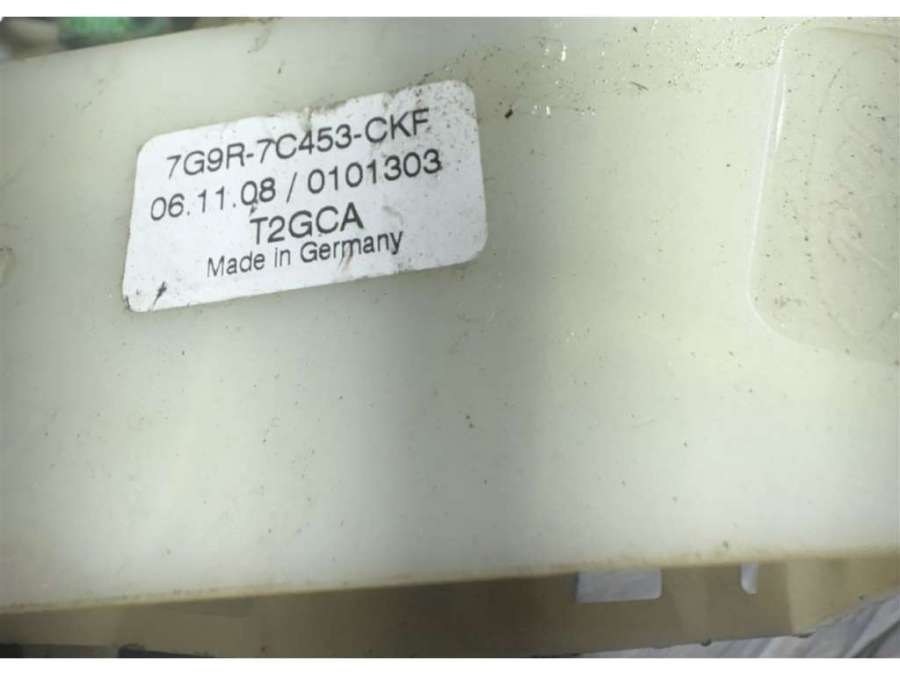 7G9R-7C453-CKF
06.11.08 / 0101303
T2GCA
Made in Germany